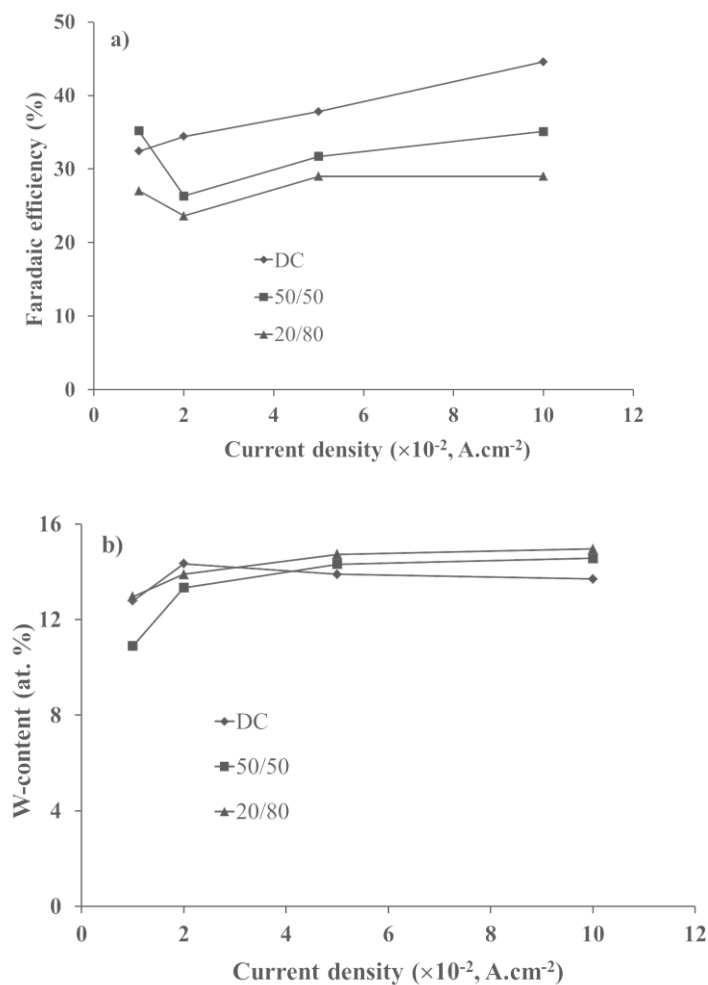 a)
50
40
30
20
10
0
Faradaic efficiency (%)
DC
50/50
20/80
0 2 4 6 8 10 12
Current density (×10⁻², A.cm⁻²)
b)
16
12
8
4
0
W-content (at. %)
DC
50/50
20/80
0 2 4 6 8 10 12
Current density (×10⁻², A.cm⁻²)